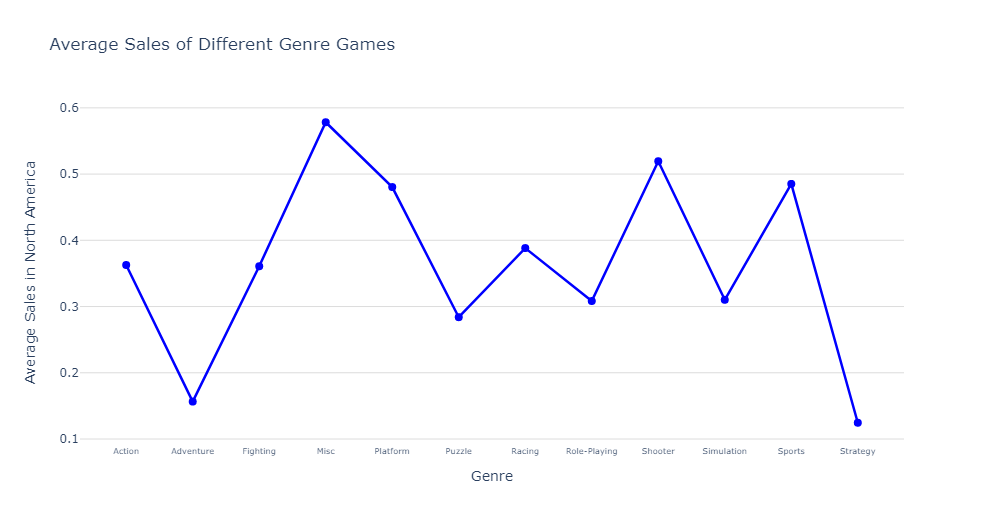 Average Sales of Different Genre Games
Average Sales in North America
0.6
0.5
0.4
0.3
0.2
0.1
Action Adventure Fighting Misc Platform Puzzle Racing Role-Playing Shooter Simulation Sports Strategy
Genre